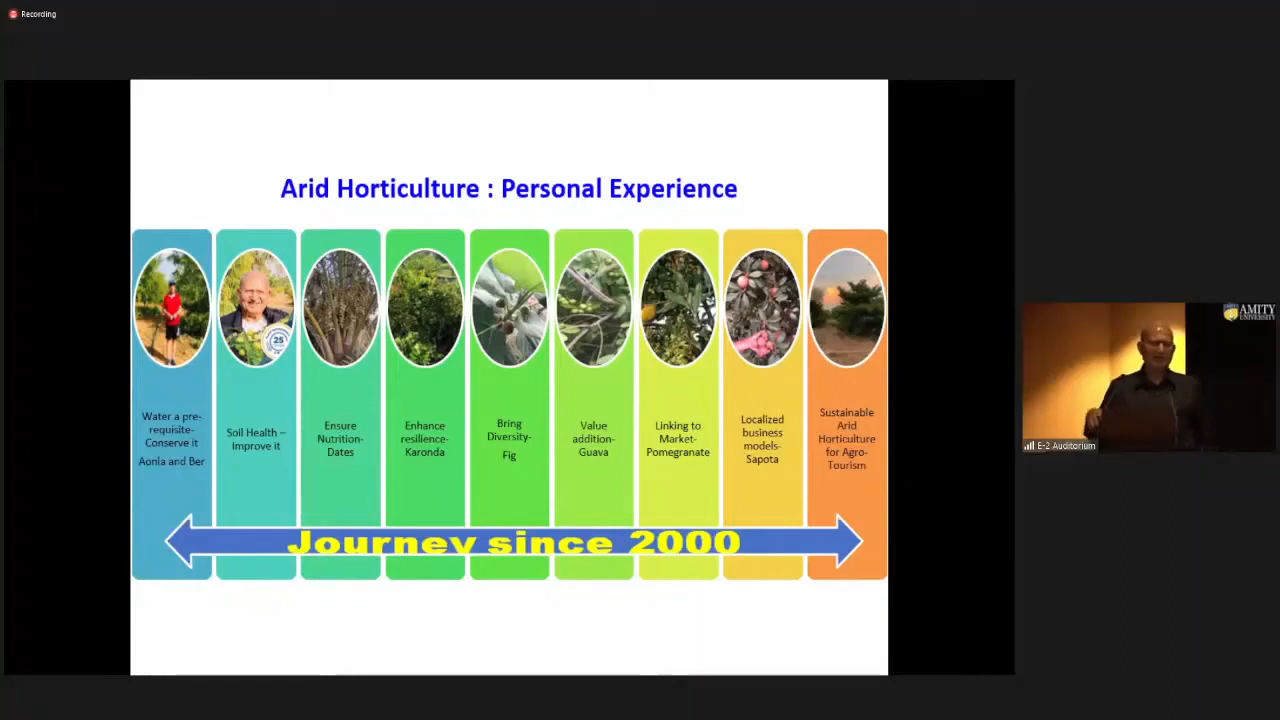 Recording
Arid Horticulture : Personal Experience
25
Water a pre-
requisite-
Conserve it
Aonla and Ber
Soil Health –
Improve it
Ensure
Nutrition-
Dates
Enhance
resilience-
Karonda
Bring
Diversity-
Fig
Value
addition-
Guava
Linking to
Market-
Pomegranate
Localized
business
models-
Sapota
Sustainable
Arid
Horticulture
for Agro-
Tourism
Journey since 2000
AMITY
UNIVERSITY
E-2 Auditorium